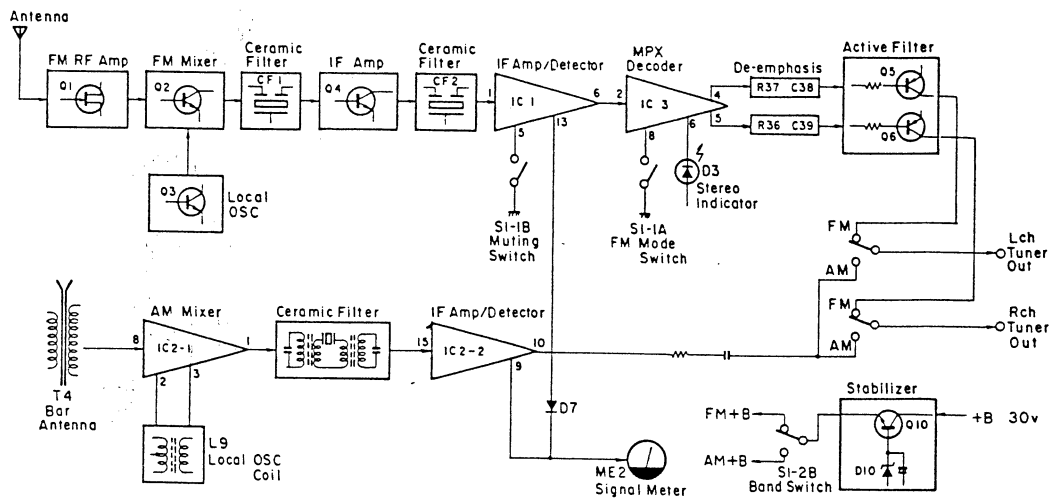 Antenna
FM RF Amp
Q1
FM Mixer
Q2
Ceramic
Filter
CF1
IF Amp
Q4
Ceramic
Filter
CF2
IF Amp/Detector
1
IC 1
6
5
13
MPX
Decoder
2
IC 3
4
5
8
6
De-emphasis
R37 C38
R36 C39
Active Filter
Q5
Q6
Q3
Local
OSC
S1-1B
Muting
Switch
S1-1A
FM Mode
Switch
D3
Stereo
Indicator
FM
AM
Lch
Tuner
Out
FM
AM
Rch
Tuner
Out
T4
Bar
Antenna
AM Mixer
8
IC2-1
1
2
3
L9
Local OSC
Coil
Ceramic Filter
IF Amp/Detector
15
IC2-2
10
9
D7
ME2
Signal Meter
FM+B
AM+B
S1-2B
Band Switch
Stabilizer
Q10
D10
+B 30v